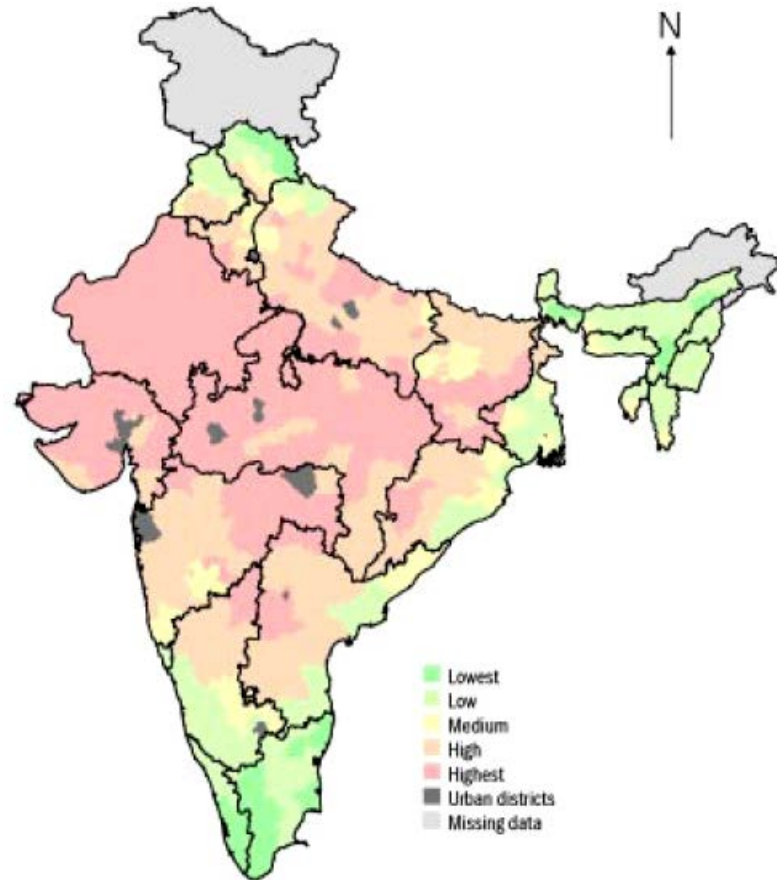 N
Lowest
Low
Medium
High
Highest
Urban districts
Missing data